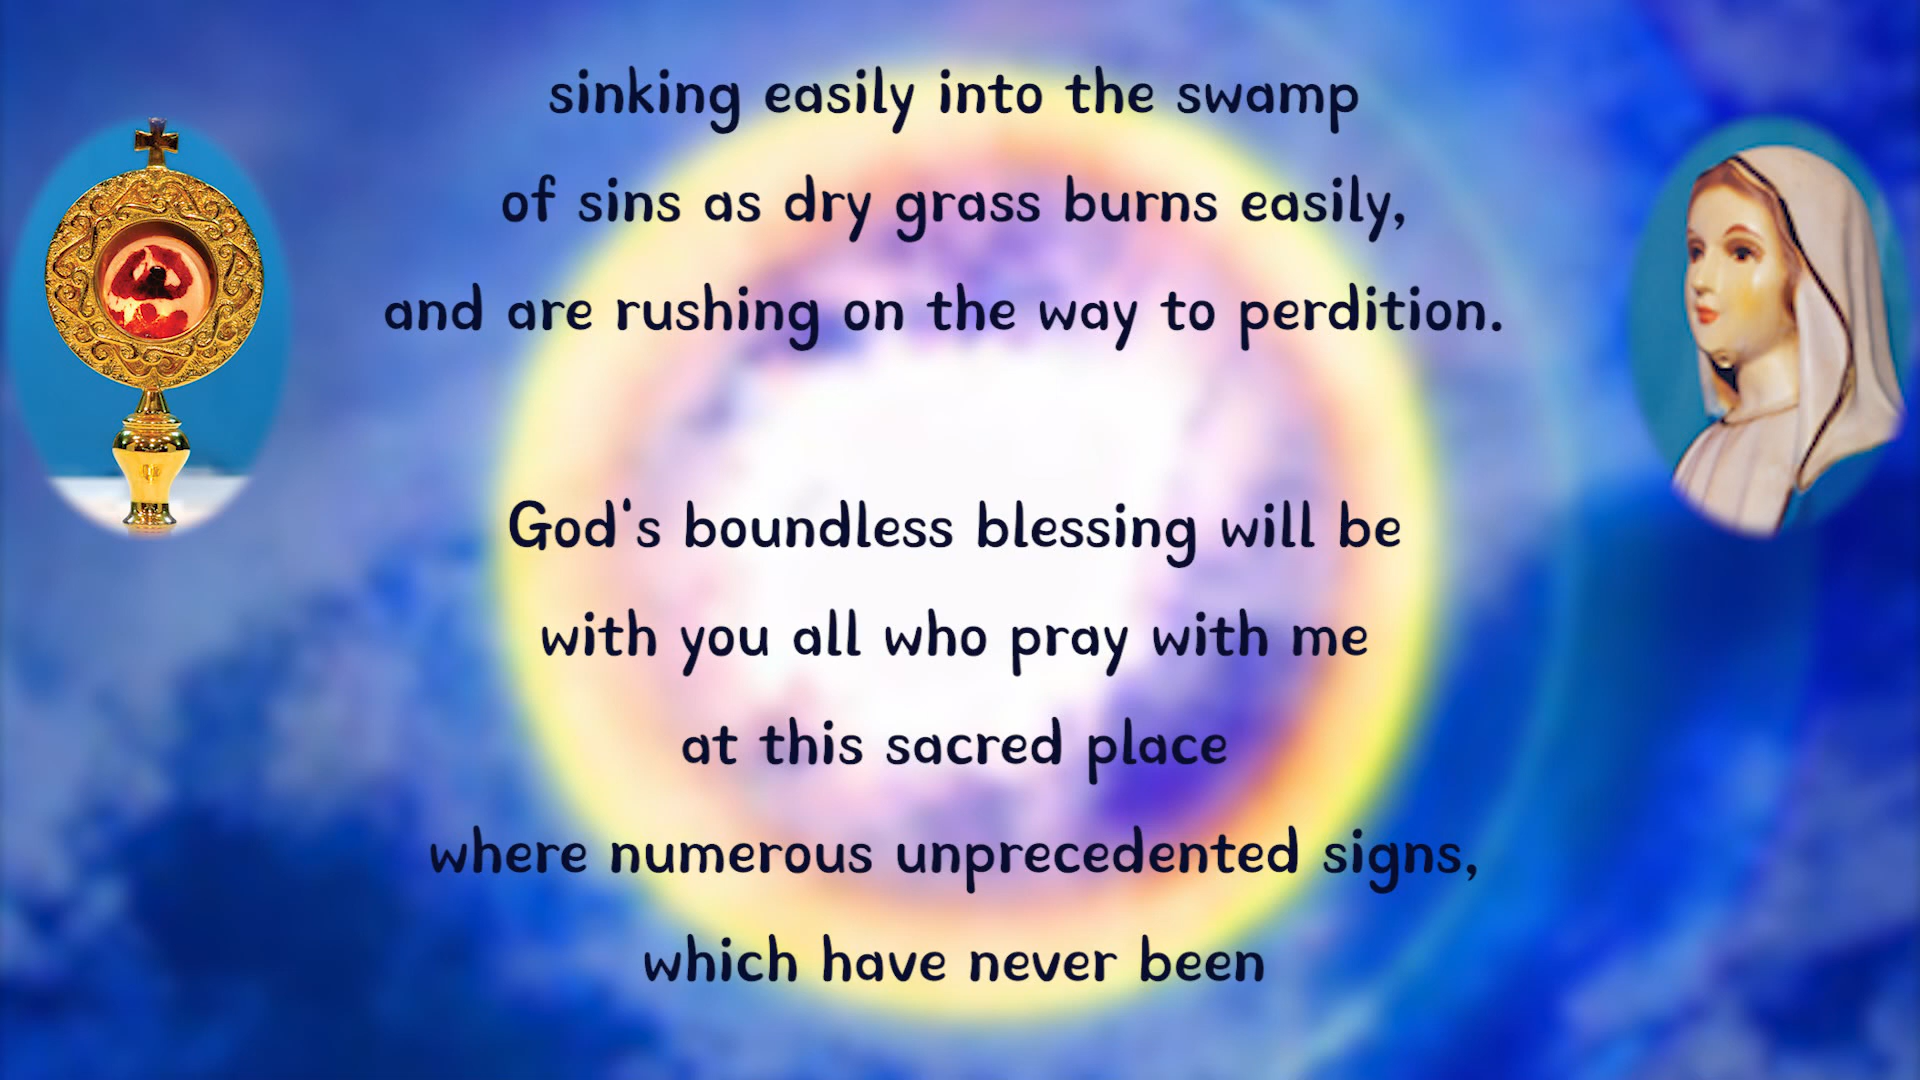 sinking easily into the swamp
of sins as dry grass burns easily,
and are rushing on the way to perdition.
God's boundless blessing will be
with you all who pray with me
at this sacred place
where numerous unprecedented signs,
which have never been